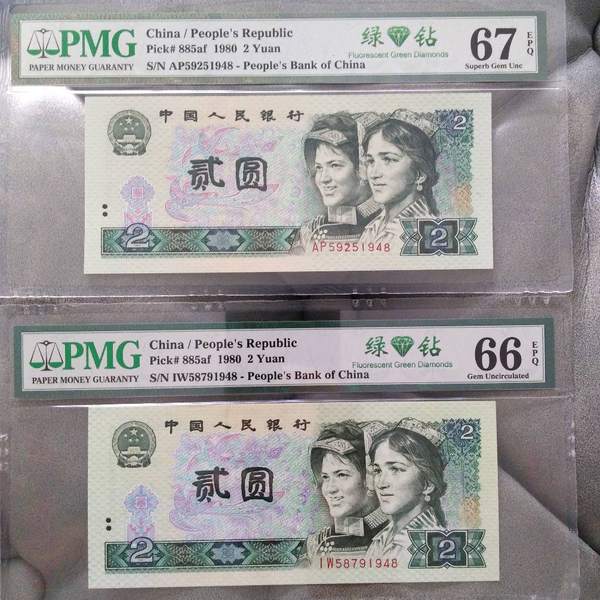 PMG
PAPER MONEY GUARANTY
China / People's Republic
Pick# 885af 1980 2 Yuan
S/N AP59251948 - People's Bank of China
绿 钻
Fluorescent Green Diamonds
67 EPQ
Superb Gem Unc
中国人民银行
2
贰圆
AP59251948
2
2
PMG
PAPER MONEY GUARANTY
China / People's Republic
Pick# 885af 1980 2 Yuan
S/N IW58791948 - People's Bank of China
绿 钻
Fluorescent Green Diamonds
66 EPQ
Gem Uncirculated
中国人民银行
2
贰圆
IW58791948
2
2